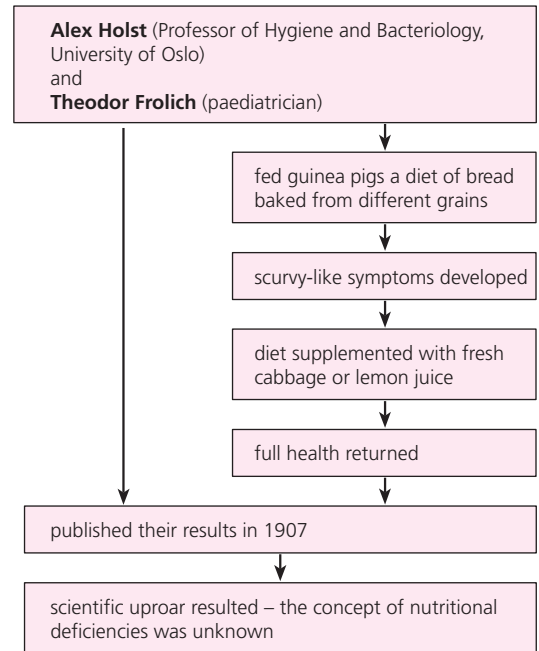 Alex Holst (Professor of Hygiene and Bacteriology,
University of Oslo)
and
Theodor Frolich (paediatrician)
fed guinea pigs a diet of bread
baked from different grains
scurvy-like symptoms developed
diet supplemented with fresh
cabbage or lemon juice
full health returned
published their results in 1907
scientific uproar resulted – the concept of nutritional
deficiencies was unknown